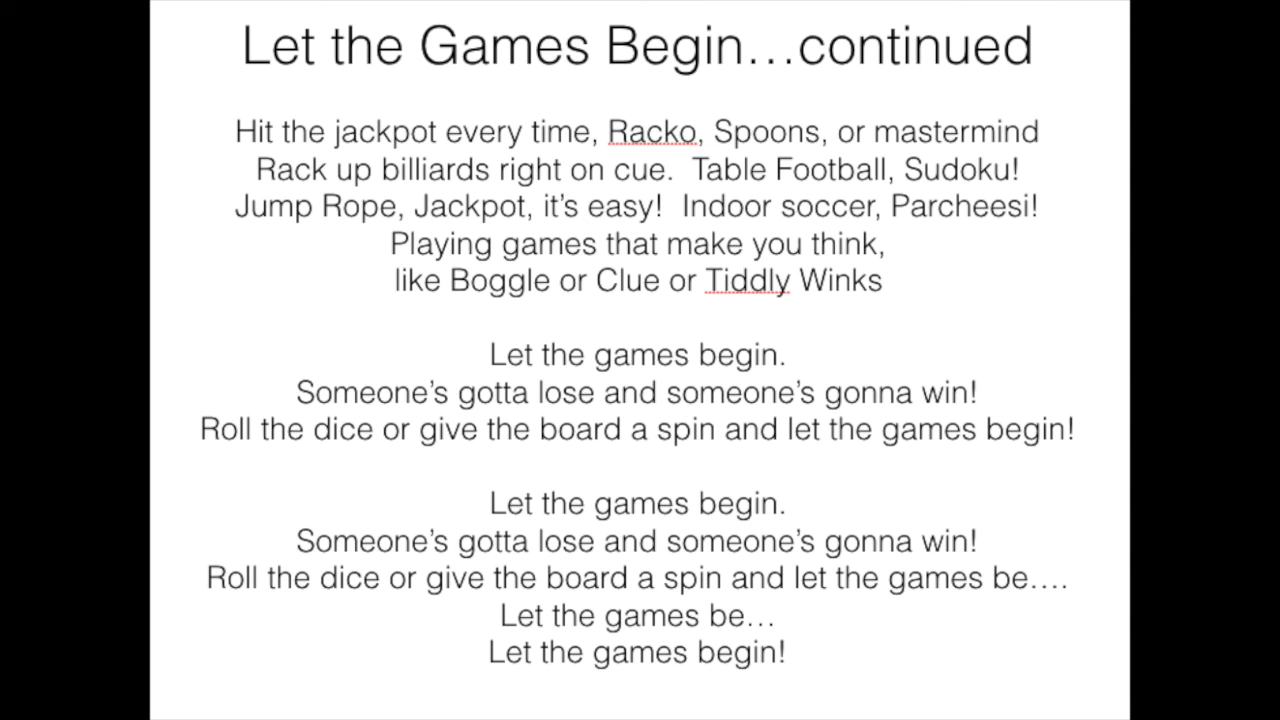 Let the Games Begin…continued
Hit the jackpot every time, Racko, Spoons, or mastermind
Rack up billiards right on cue.  Table Football, Sudoku!
Jump Rope, Jackpot, it’s easy!  Indoor soccer, Parcheesi!
Playing games that make you think,
like Boggle or Clue or Tiddly Winks
Let the games begin.
Someone’s gotta lose and someone’s gonna win!
Roll the dice or give the board a spin and let the games begin!
Let the games begin.
Someone’s gotta lose and someone’s gonna win!
Roll the dice or give the board a spin and let the games be….
Let the games be…
Let the games begin!